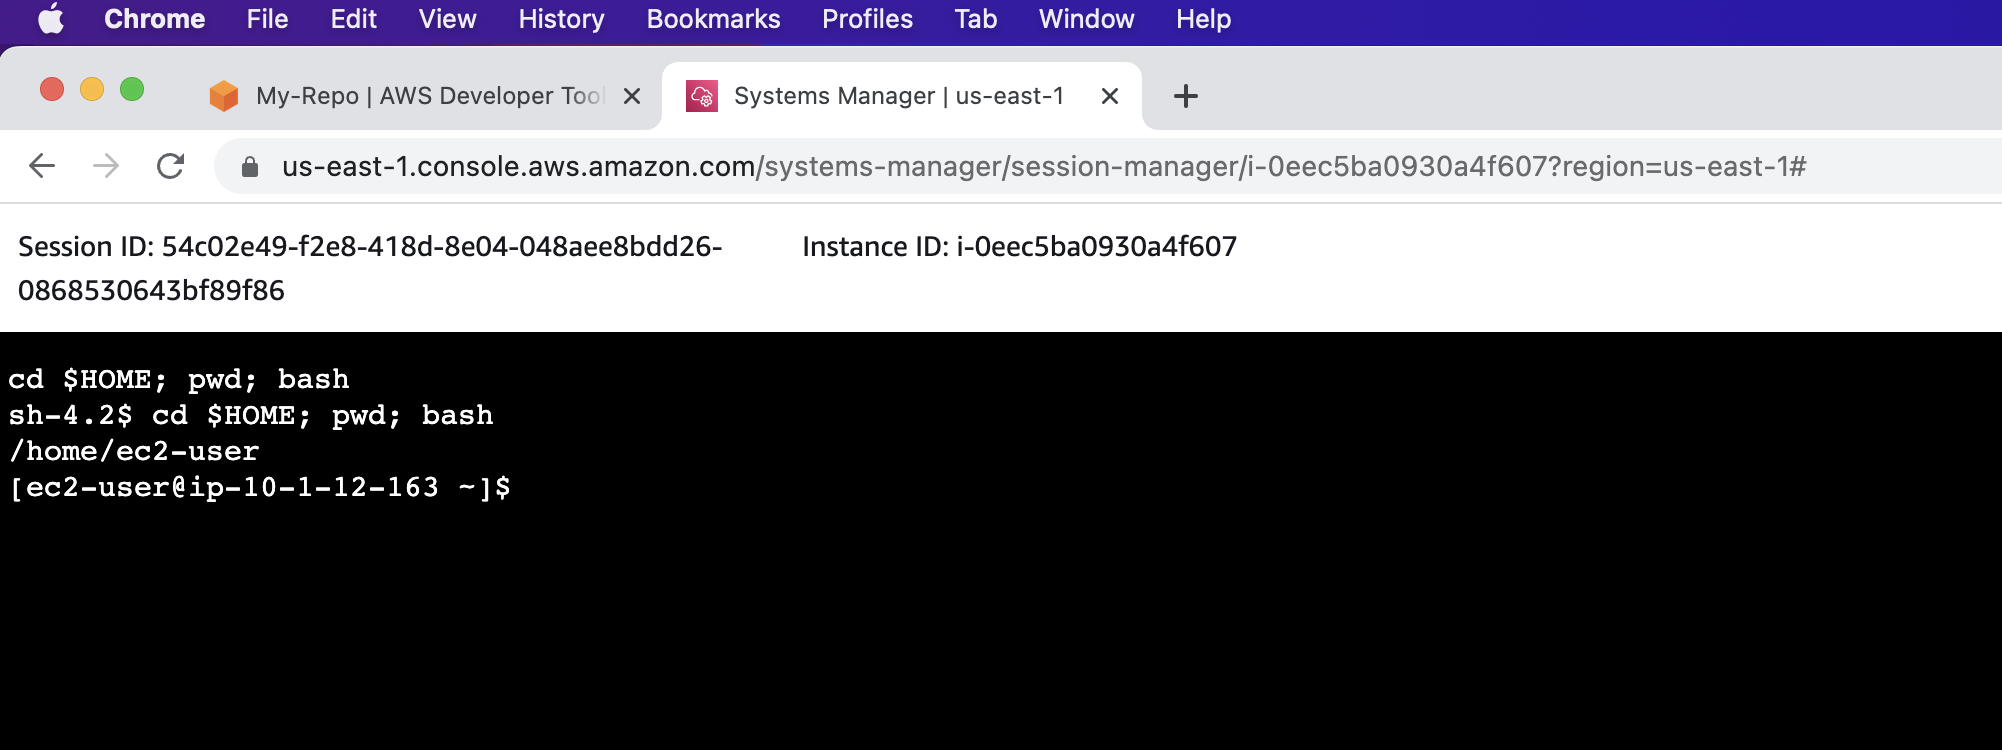 Chrome File Edit View History Bookmarks Profiles Tab Window Help
My-Repo | AWS Developer Tool Systems Manager | us-east-1
us-east-1.console.aws.amazon.com/systems-manager/session-manager/i-0eec5ba0930a4f607?region=us-east-1#
Session ID: 54c02e49-f2e8-418d-8e04-048aee8bdd26-
0868530643bf89f86
Instance ID: i-0eec5ba0930a4f607
cd $HOME; pwd; bash
sh-4.2$ cd $HOME; pwd; bash
/home/ec2-user
[ec2-user@ip-10-1-12-163 ~]$